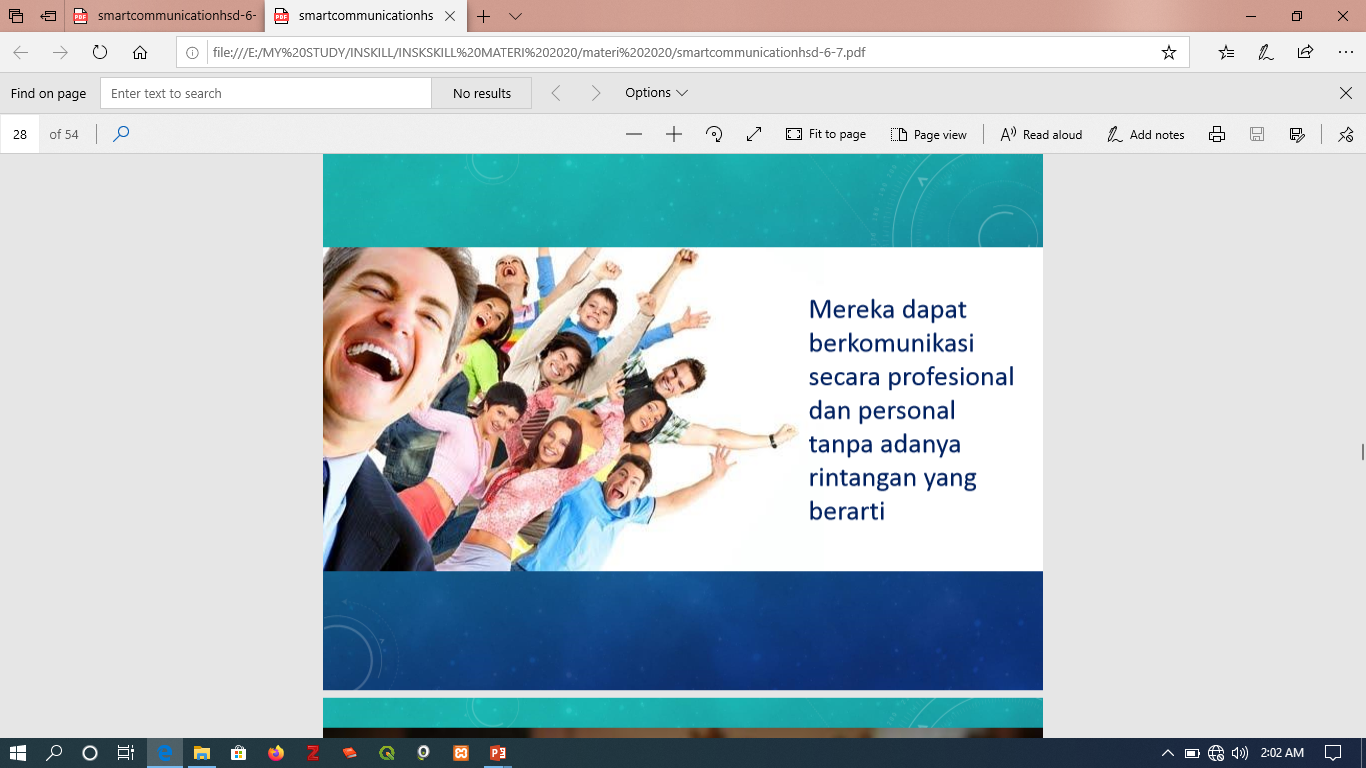 smartcommunicationhsd-6-
smartcommunicationhs
file:///E:/MY%20STUDY/INSKILL/INSKSKILL%20MATERI%202020/materi%202020/smartcommunicationhsd-6-7.pdf
Find on page
Enter text to search
No results
Options
28
of 54
Fit to page
Page view
Read aloud
Add notes
Mereka dapat
berkomunikasi
secara profesional
dan personal
tanpa adanya
rintangan yang
berarti
2:02 AM